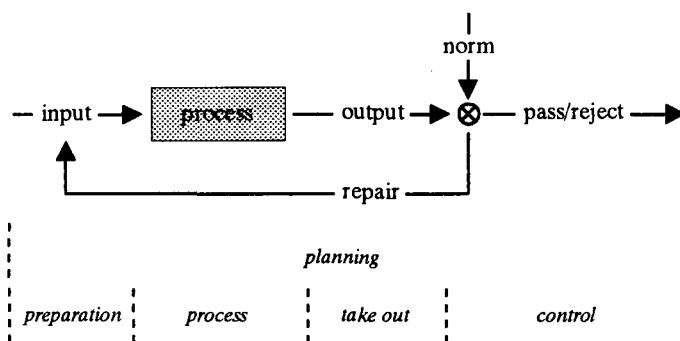 norm
input process output pass/reject
repair
planning
preparation process take out control